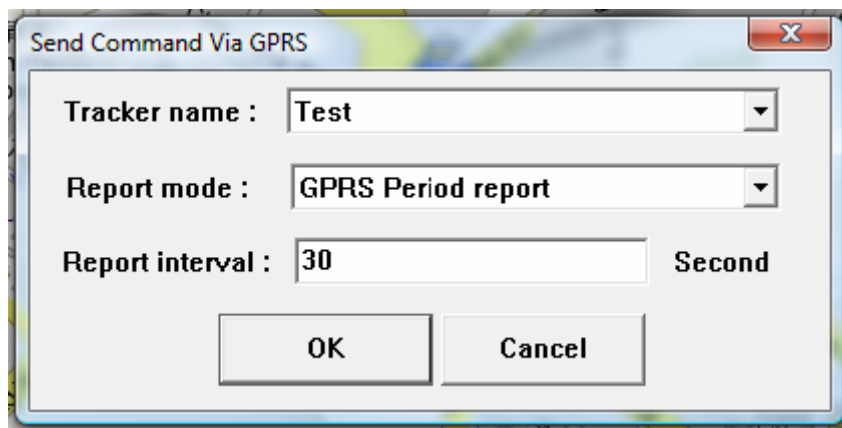 Send Command Via GPRS
Tracker name : Test
Report mode : GPRS Period report
Report interval : 30 Second
OK Cancel